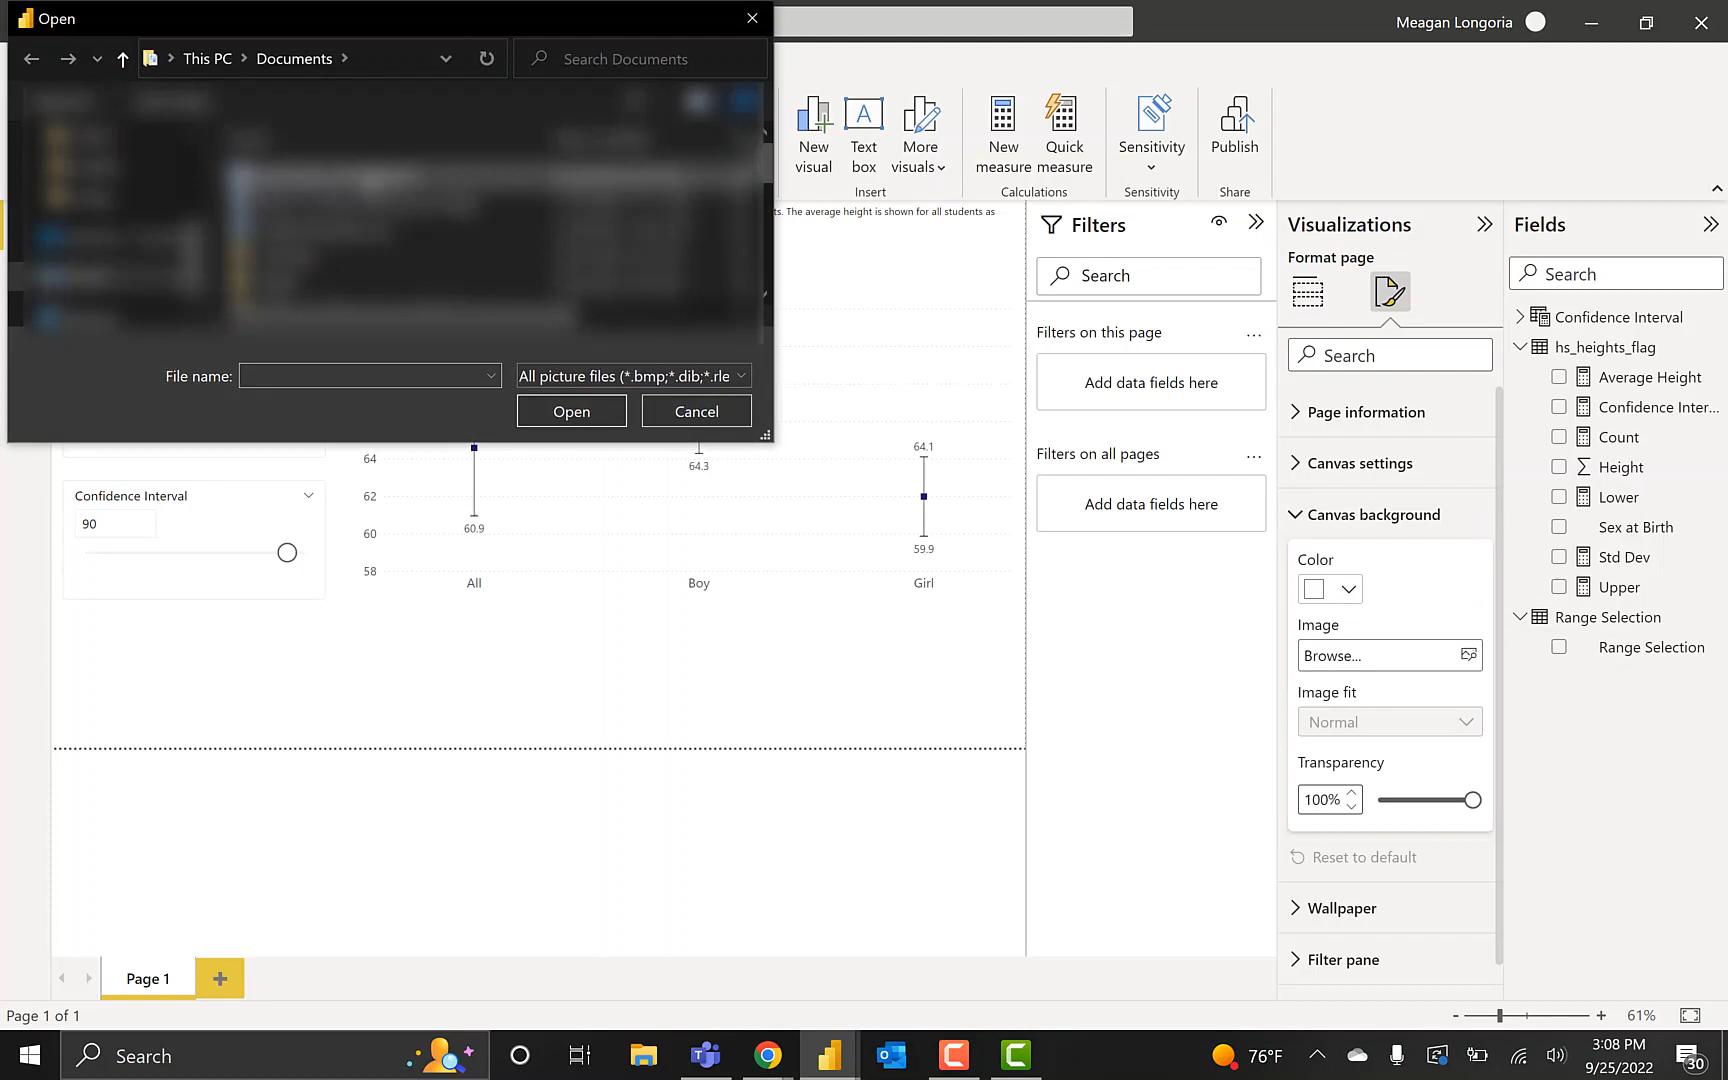 Open
Meagan Longoria
This PC
Documents
Search Documents
File name:
All picture files (*.bmp;*.dib;*.rle
Open
Cancel
New visual
Text box
More visuals
Insert
New measure
Quick measure
Calculations
Sensitivity
Sensitivity
Publish
Share
ts. The average height is shown for all students as
Confidence Interval
90
64
62
60
58
60.9
64.3
64.1
59.9
All
Boy
Girl
Filters
Search
Filters on this page
...
Add data fields here
Filters on all pages
...
Add data fields here
Visualizations
Format page
Search
Page information
Canvas settings
Canvas background
Color
Image
Browse...
Image fit
Normal
Transparency
100%
Reset to default
Wallpaper
Filter pane
Fields
Search
Confidence Interval
hs_heights_flag
Average Height
Confidence Inter...
Count
Height
Lower
Sex at Birth
Std Dev
Upper
Range Selection
Range Selection
Page 1
Page 1 of 1
- + 61%
Search
76°F
3:08 PM
9/25/2022
30